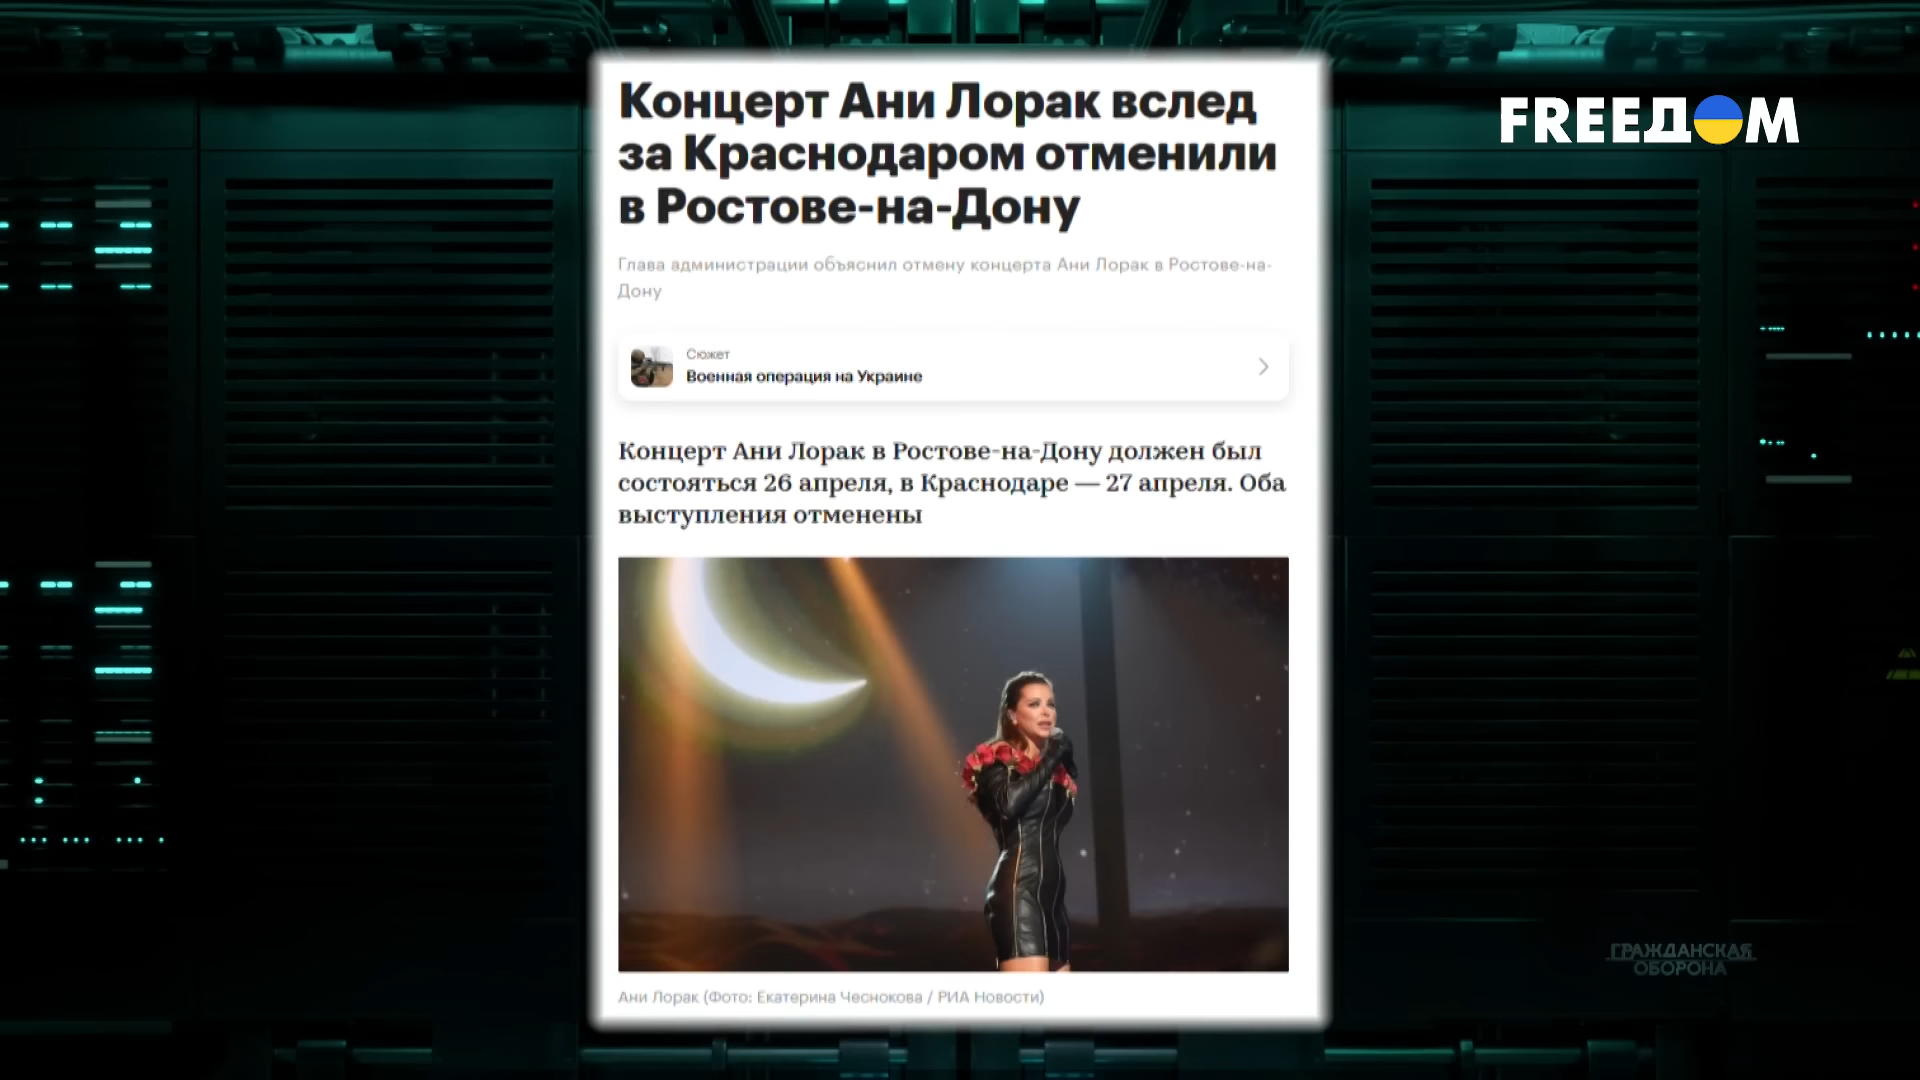 Концерт Ани Лорак вслед
за Краснодаром отменили
в Ростове-на-Дону
FREEДОМ
Глава администрации объяснил отмену концерта Ани Лорак в Ростове-на-
Дону
Сюжет
Военная операция на Украине
Концерт Ани Лорак в Ростове-на-Дону должен был
состояться 26 апреля, в Краснодаре — 27 апреля. Оба
выступления отменены
Ани Лорак (Фото: Екатерина Чеснокова / РИА Новости)
ГРАЖДАНСКАЯ
ОБОРОНА